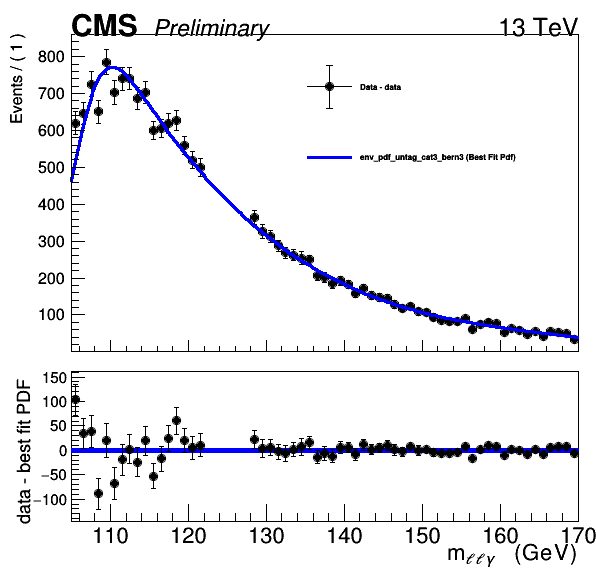 CMS Preliminary 13 TeV
Events / ( 1 )
800
700
600
500
400
300
200
100
Data - data
env_pdf_untag_cat3_bern3 (Best Fit Pdf)
data - best fit PDF
150
100
50
0
−50
−100
110 120 130 140 150 160 170
m_ℓℓγ (GeV)